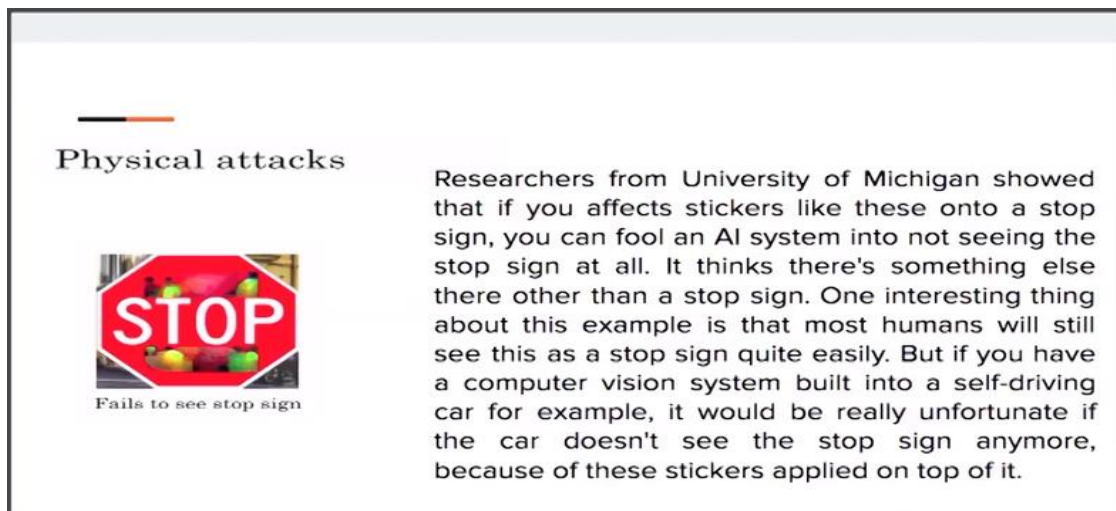 Physical attacks
STOP
Fails to see stop sign
Researchers from University of Michigan showed
that if you affects stickers like these onto a stop
sign, you can fool an AI system into not seeing the
stop sign at all. It thinks there's something else
there other than a stop sign. One interesting thing
about this example is that most humans will still
see this as a stop sign quite easily. But if you have
a computer vision system built into a self-driving
car for example, it would be really unfortunate if
the car doesn't see the stop sign anymore,
because of these stickers applied on top of it.